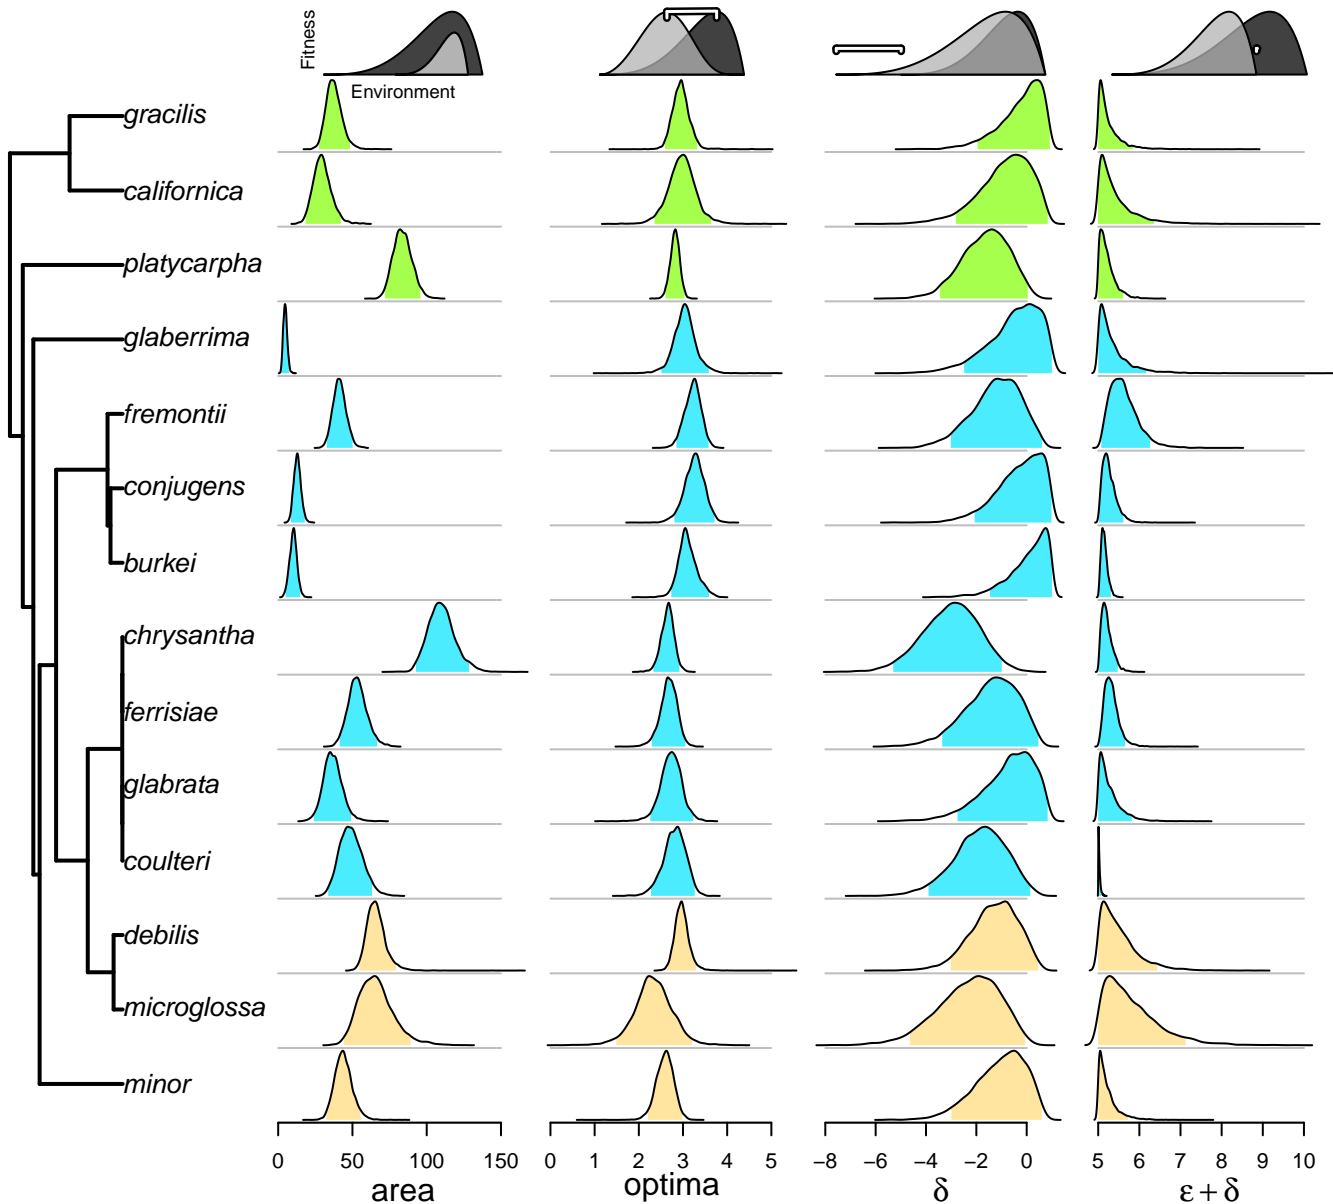 Fitness
Environment
gracilis
californica
platycarpha
glaberrima
fremontii
conjugens
burkei
chrysantha
ferrisiae
glabrata
coulteri
debilis
microglossa
minor
0 50 100 150
area
0 1 2 3 4 5
optima
−8 −6 −4 −2 0
δ
5 6 7 8 9 10
ε + δ